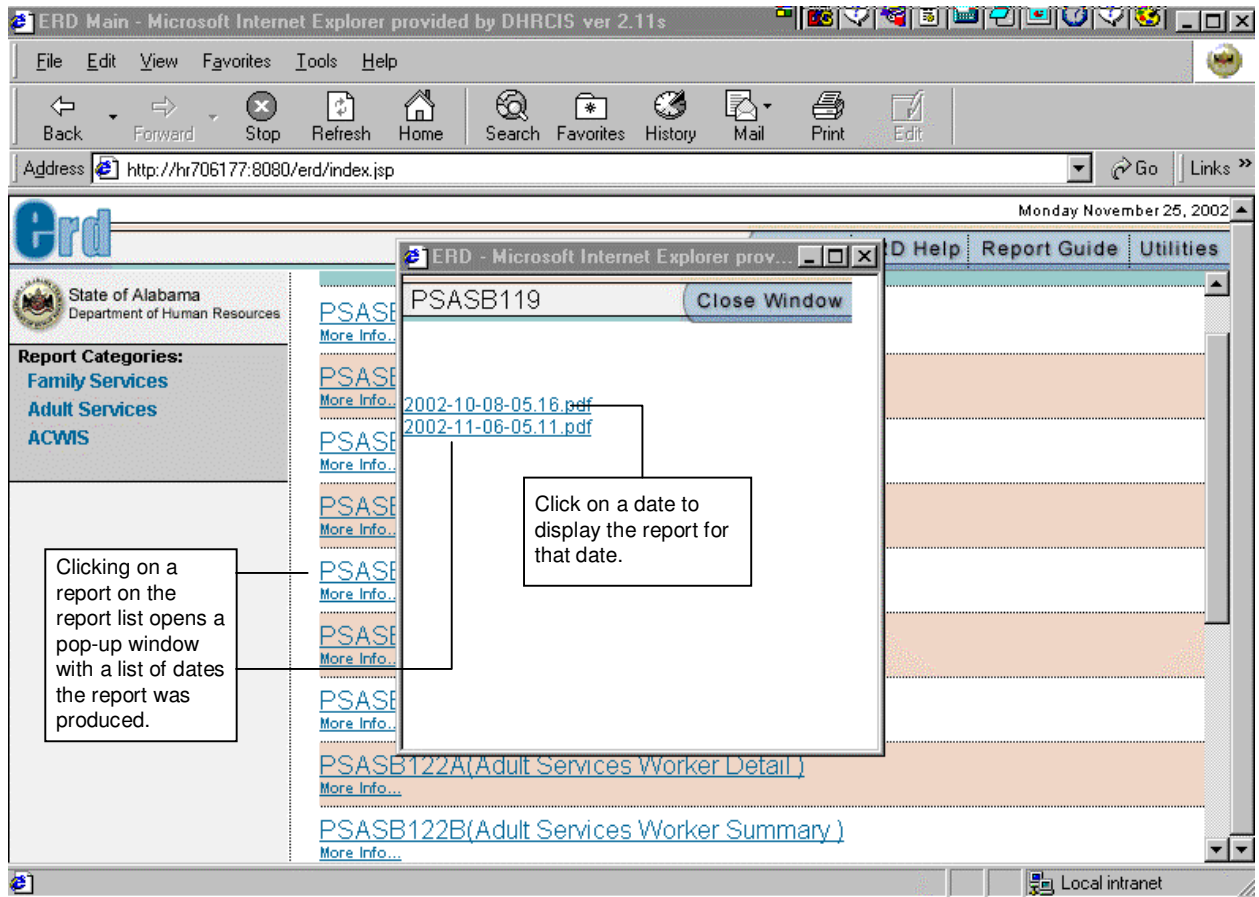 ERD Main - Microsoft Internet Explorer provided by DHRCIS ver 2.11s
File Edit View Favorites Tools Help
Back Forward Stop Refresh Home Search Favorites History Mail Print Edit
Address http://hr706177:8080/erd/index.jsp Go Links »
erd
Monday November 25, 2002
D Help Report Guide Utilities
State of Alabama
Department of Human Resources
Report Categories:
Family Services
Adult Services
ACWIS
ERD - Microsoft Internet Explorer prov...
PSASB119 Close Window
2002-10-08-05.16.pdf
2002-11-06-05.11.pdf
Click on a date to
display the report for
that date.
Clicking on a
report on the
report list opens a
pop-up window
with a list of dates
the report was
produced.
PSASB
More Info..
PSASB
More Info..
PSASB
More Info..
PSASB
More Info..
PSASB
More Info..
PSASB
More Info..
PSASB
More Info..
PSASB122A(Adult Services Worker Detail )
More Info...
PSASB122B(Adult Services Worker Summary )
More Info...
Local intranet